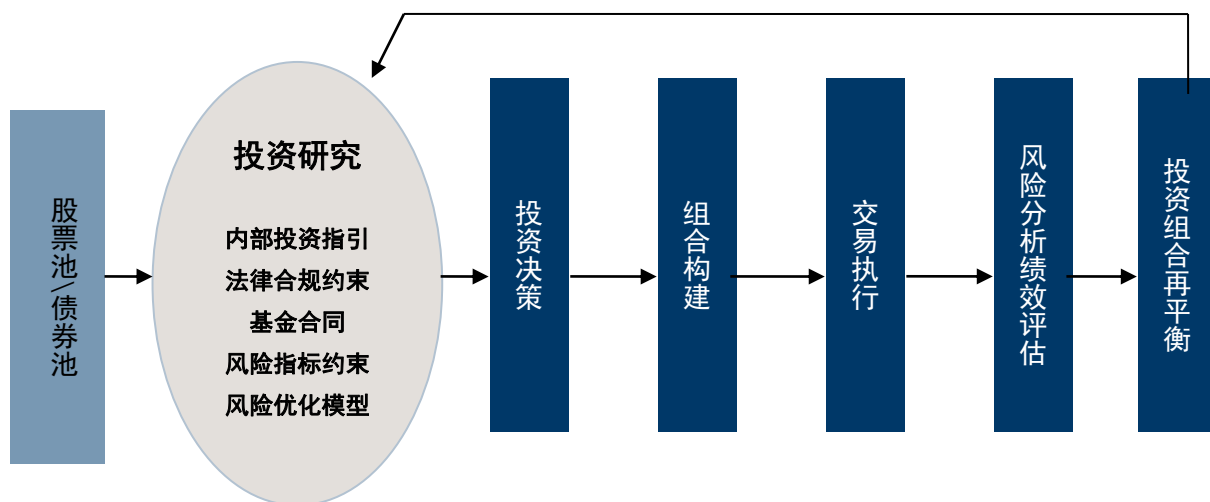 股票池\债券池
投资研究
内部投资指引
法律合规约束
基金合同
风险指标约束
风险优化模型
投资决策
组合构建
交易执行
风险分析绩效评估
投资组合再平衡